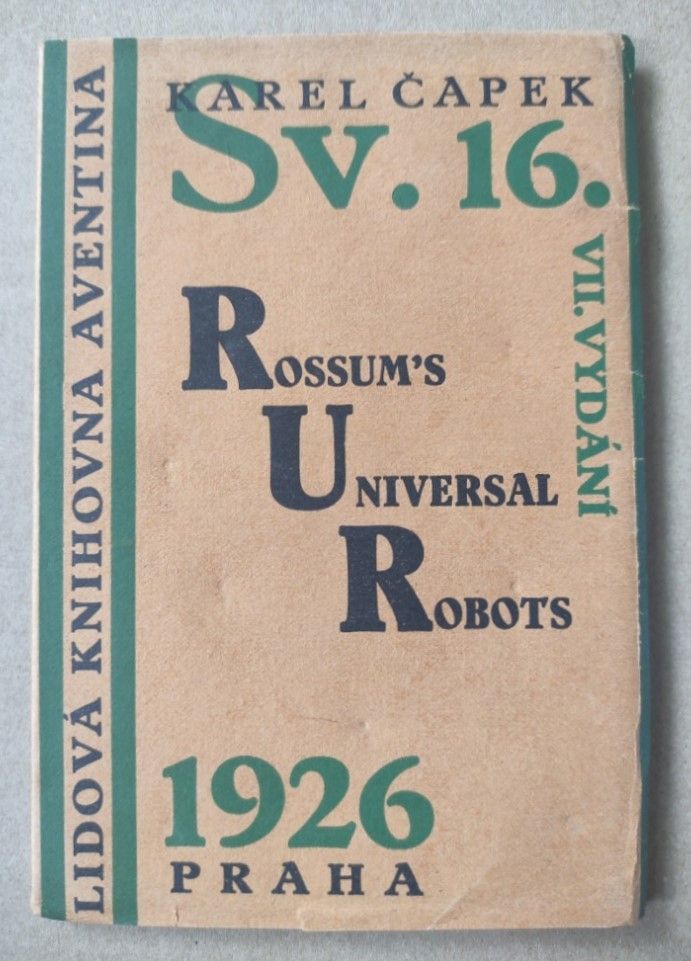 KAREL ČAPEK
Sv. 16.
VII. VYDÁNÍ
ROSSUM'S
UNIVERSAL
ROBOTS
1926
PRAHA
LIDOVÁ KNIHOVNA AVENTINA